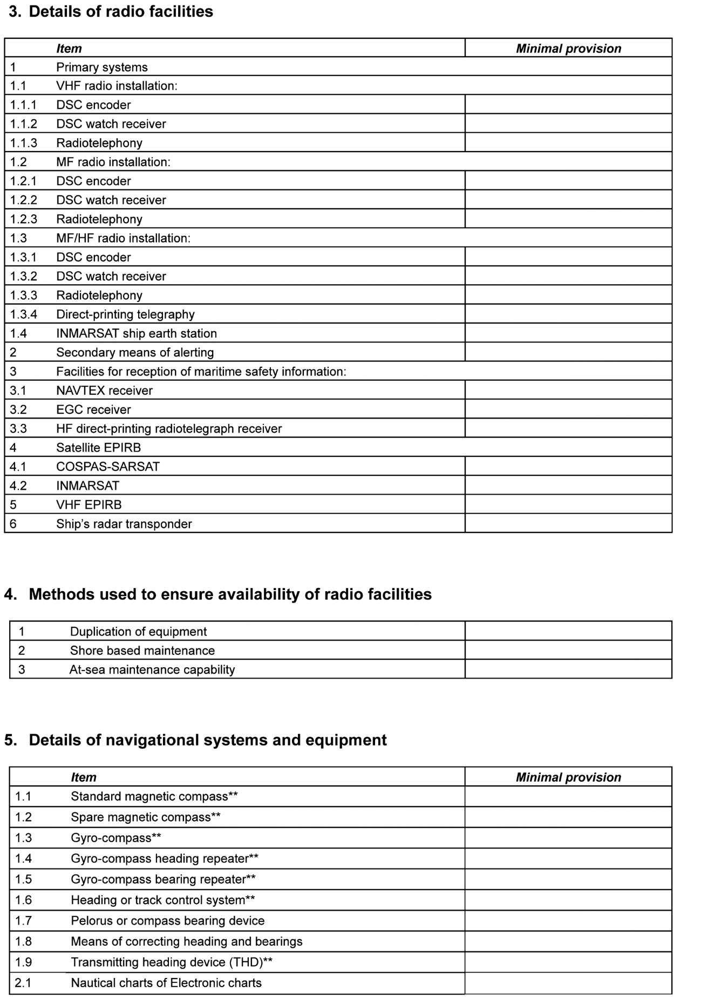 3. Details of radio facilities
Item Minimal provision
1 Primary systems
1.1 VHF radio installation:
1.1.1 DSC encoder
1.1.2 DSC watch receiver
1.1.3 Radiotelephony
1.2 MF radio installation:
1.2.1 DSC encoder
1.2.2 DSC watch receiver
1.2.3 Radiotelephony
1.3 MF/HF radio installation:
1.3.1 DSC encoder
1.3.2 DSC watch receiver
1.3.3 Radiotelephony
1.3.4 Direct-printing telegraphy
1.4 INMARSAT ship earth station
2 Secondary means of alerting
3 Facilities for reception of maritime safety information:
3.1 NAVTEX receiver
3.2 EGC receiver
3.3 HF direct-printing radiotelegraph receiver
4 Satellite EPIRB
4.1 COSPAS-SARSAT
4.2 INMARSAT
5 VHF EPIRB
6 Ship’s radar transponder
4. Methods used to ensure availability of radio facilities
1 Duplication of equipment
2 Shore based maintenance
3 At-sea maintenance capability
5. Details of navigational systems and equipment
Item Minimal provision
1.1 Standard magnetic compass**
1.2 Spare magnetic compass**
1.3 Gyro-compass**
1.4 Gyro-compass heading repeater**
1.5 Gyro-compass bearing repeater**
1.6 Heading or track control system**
1.7 Pelorus or compass bearing device
1.8 Means of correcting heading and bearings
1.9 Transmitting heading device (THD)**
2.1 Nautical charts of Electronic charts